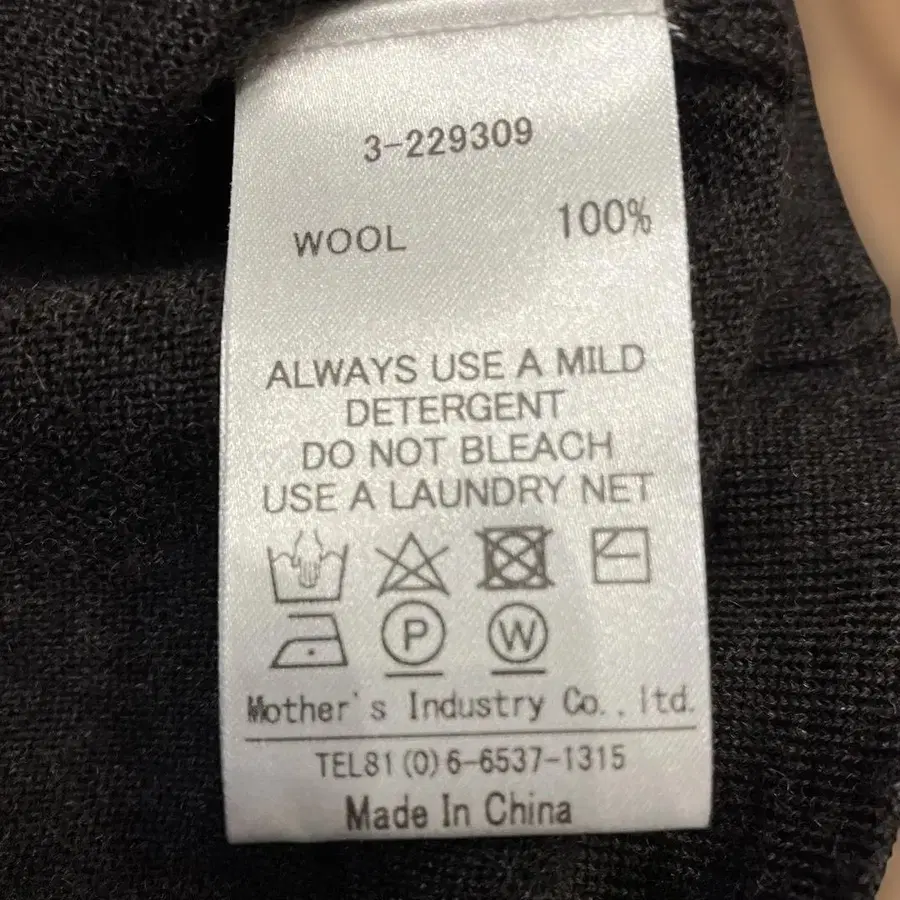 3-229309
WOOL 100%
ALWAYS USE A MILD
DETERGENT
DO NOT BLEACH
USE A LAUNDRY NET
P W
Mother's Industry Co., ltd.
TEL81(0)6-6537-1315
Made In China